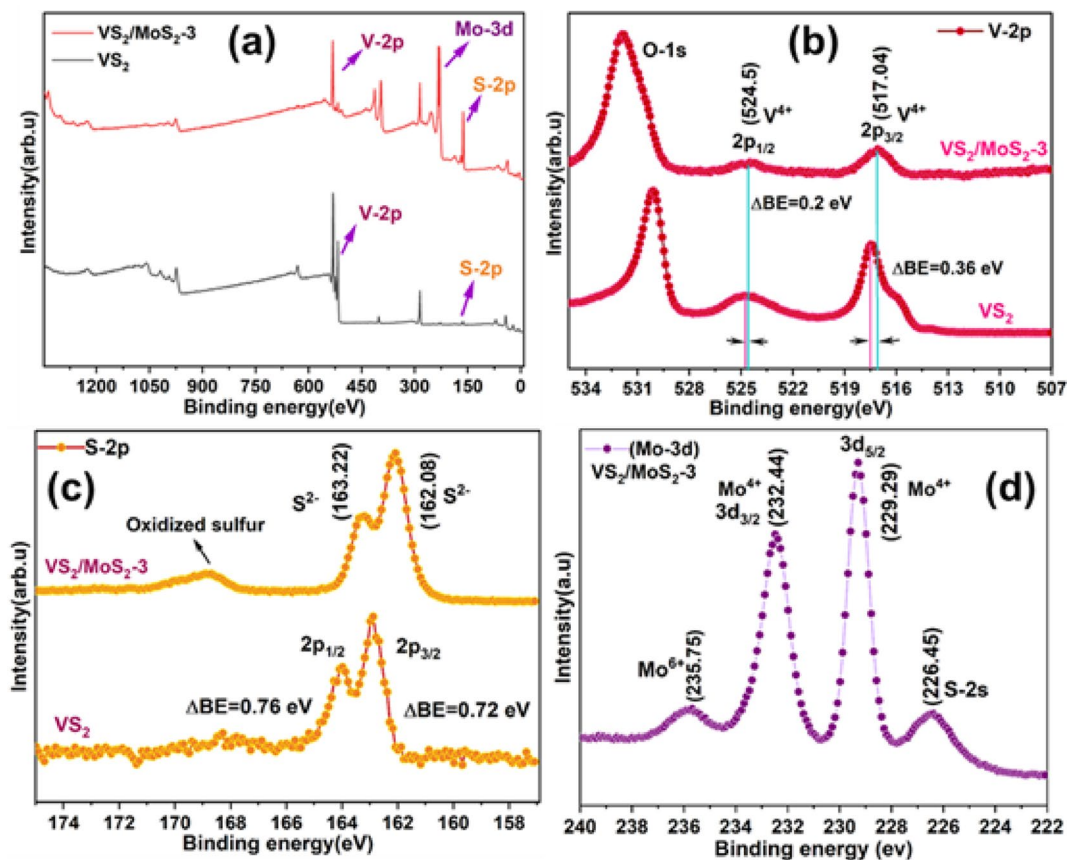 VS₂/MoS₂-3
VS₂
(a)
V-2p
Mo-3d
S-2p
V-2p
S-2p
Intensity(arb.u)
1200 1050 900 750 600 450 300 150 0
Binding energy(eV)
(b)
V-2p
O-1s
(524.5)
V⁴⁺
2p₁/₂
(517.04)
V⁴⁺
2p₃/₂
VS₂/MoS₂-3
ΔBE=0.2 eV
ΔBE=0.36 eV
VS₂
Intensity(arb.u)
534 531 528 525 522 519 516 513 510 507
Binding energy(eV)
S-2p
(c)
S²⁻
(163.22)
(162.08)
S²⁻
Oxidized sulfur
VS₂/MoS₂-3
2p₁/₂
2p₃/₂
ΔBE=0.76 eV
ΔBE=0.72 eV
VS₂
Intensity(arb.u)
174 172 170 168 166 164 162 160 158
Binding energy(eV)
(Mo-3d)
VS₂/MoS₂-3
(d)
3d₅/₂
(229.29)
Mo⁴⁺
Mo⁴⁺
3d₃/₂
(232.44)
Mo⁶⁺
(235.75)
(226.45)
S-2s
Intensity(a.u)
240 238 236 234 232 230 228 226 224 222
Binding energy (ev)